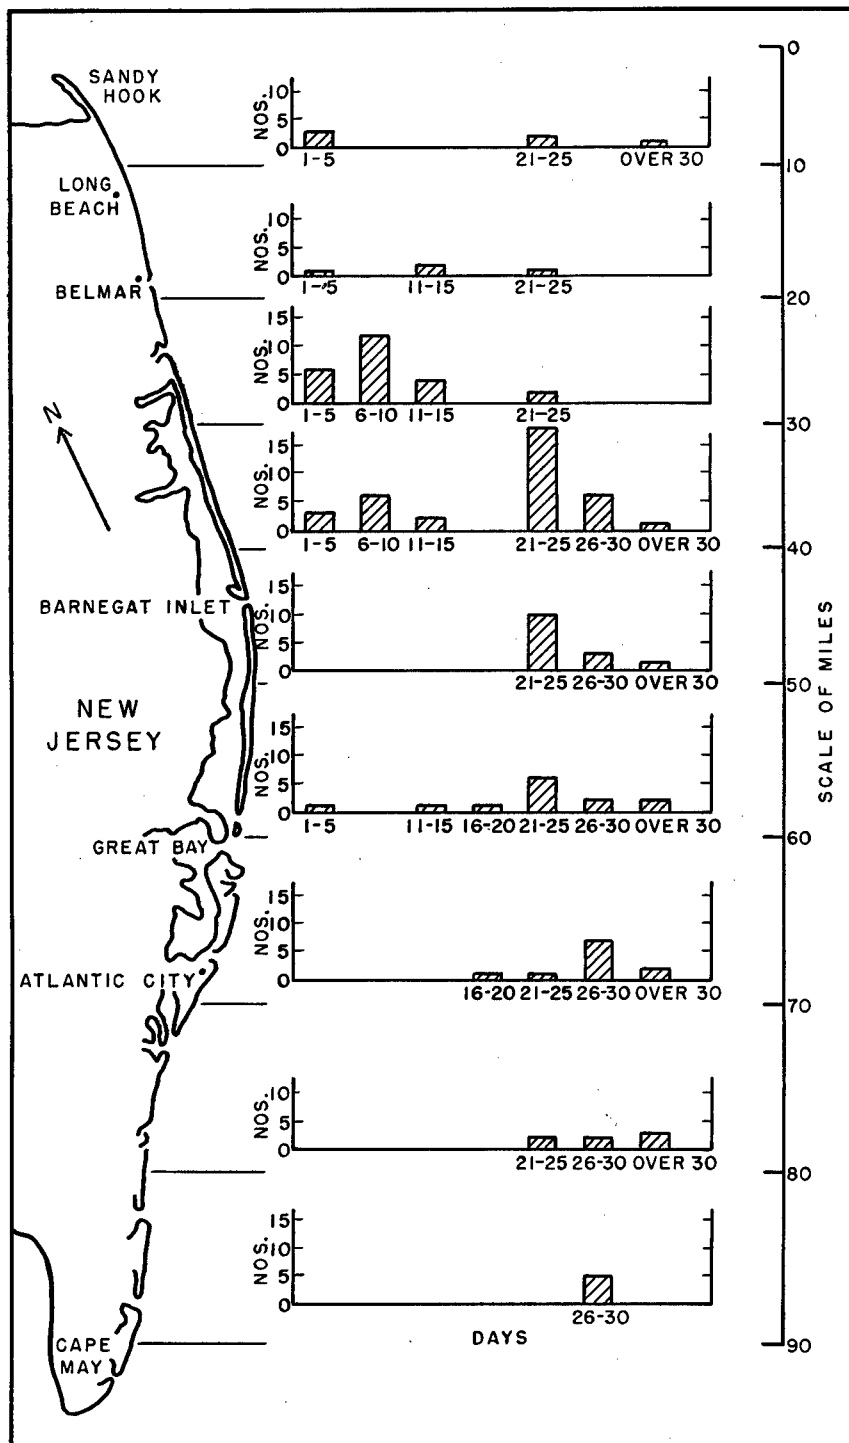 0
SANDY
HOOK
NOS.
10
5
0
1-5 21-25 OVER 30
10
LONG
BEACH
NOS.
10
5
0
1-5 11-15 21-25
BELMAR
20
NOS.
15
10
5
0
1-5 6-10 11-15 21-25
30
N
NOS.
15
10
5
0
1-5 6-10 11-15 21-25 26-30 OVER 30
40
BARNEGAT INLET
NOS.
15
10
5
0
21-25 26-30 OVER 30
50
NEW
JERSEY
SCALE OF MILES
NOS.
15
10
5
0
1-5 11-15 16-20 21-25 26-30 OVER 30
60
GREAT BAY
NOS.
15
10
5
0
ATLANTIC CITY
16-20 21-25 26-30 OVER 30
70
NOS.
10
5
0
21-25 26-30 OVER 30
80
NOS.
15
10
5
0
26-30
DAYS
CAPE
MAY
90